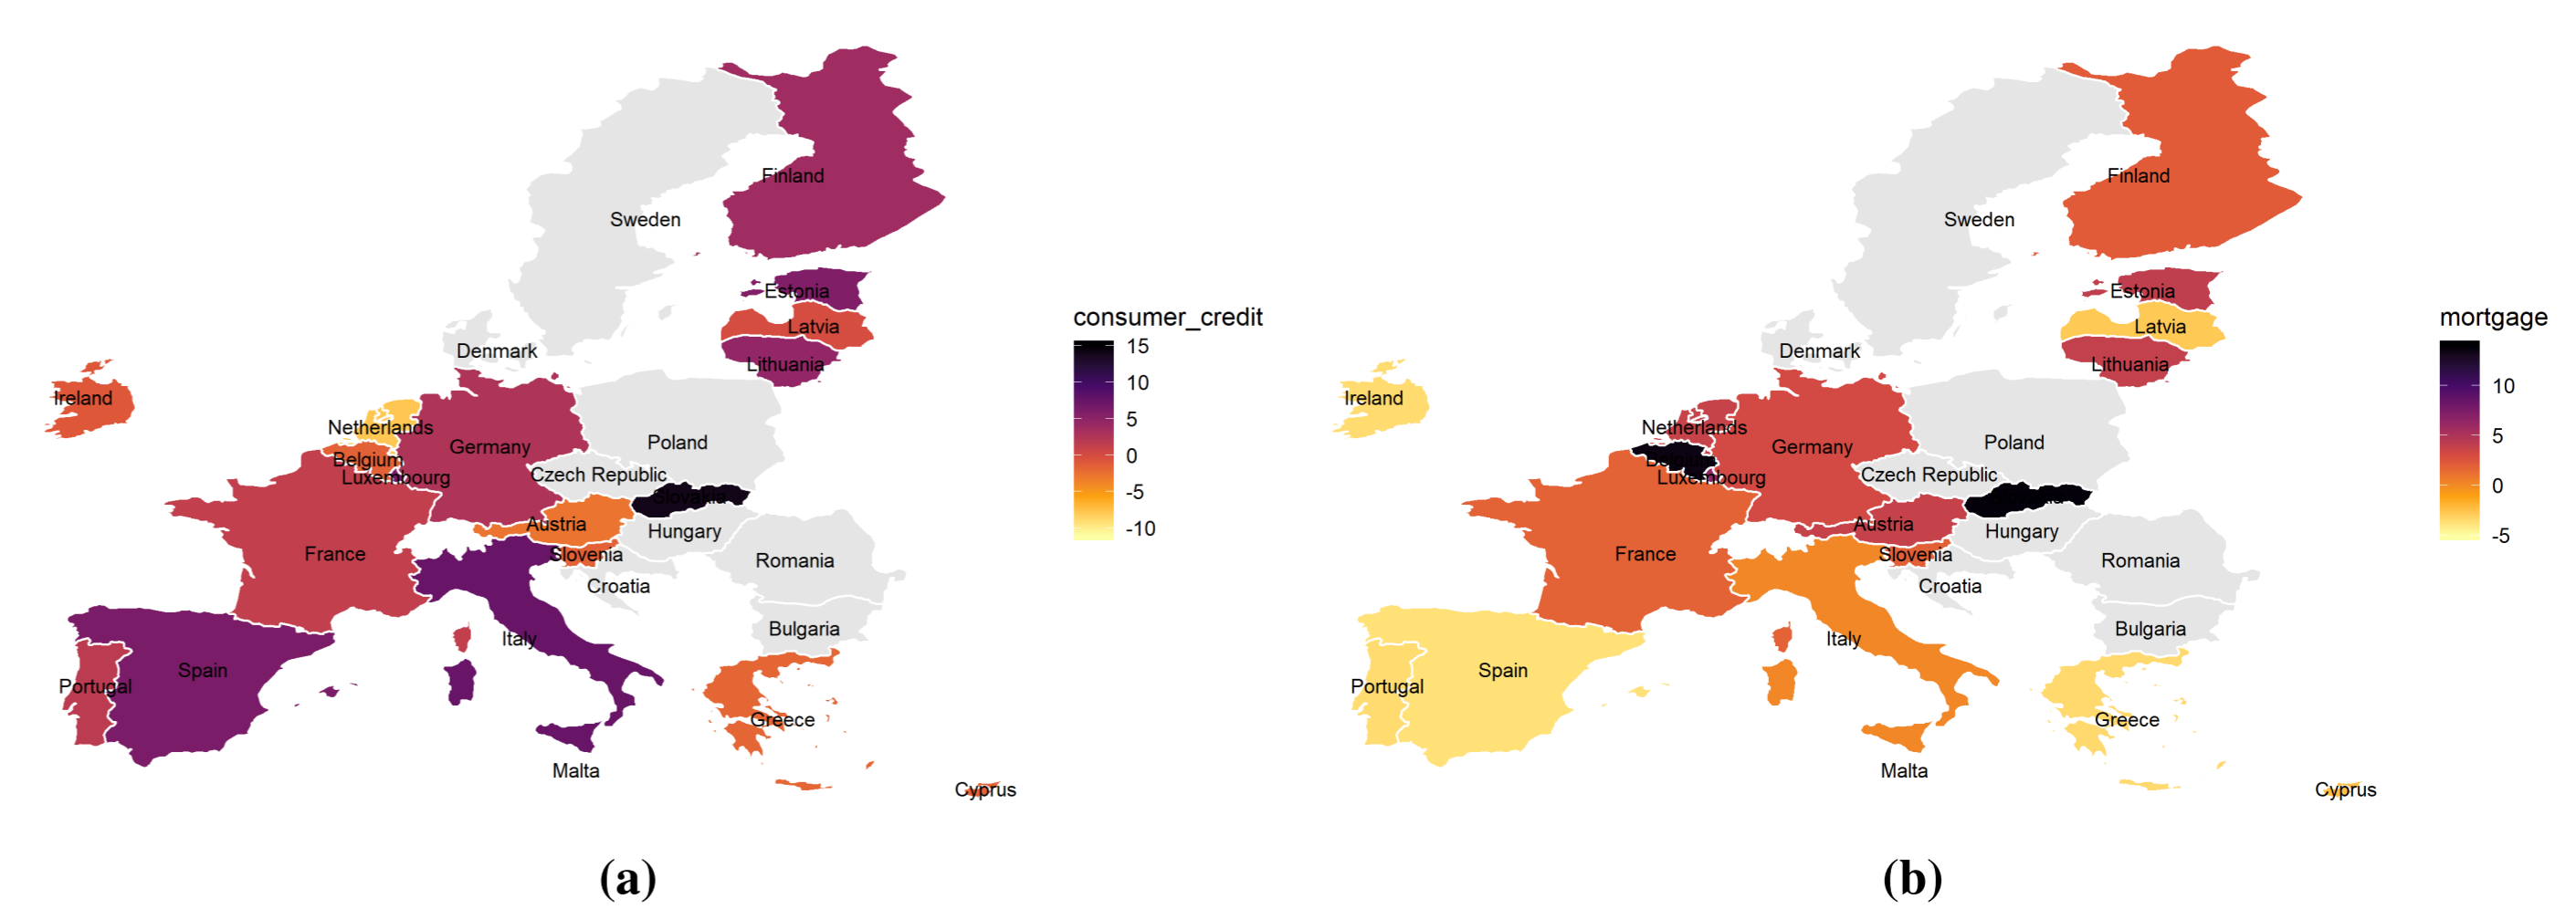 Finland
Sweden
Estonia
Latvia
Lithuania
Denmark
Ireland
Netherlands
Belgium
Luxembourg
Germany
Poland
Czech Republic
Slovakia
Austria
Hungary
Slovenia
France
Croatia
Romania
Bulgaria
Italy
Spain
Portugal
Greece
Malta
Cyprus
consumer_credit
15
10
5
0
-5
-10
(a)
Finland
Sweden
Estonia
Latvia
Lithuania
Denmark
Ireland
Netherlands
Luxembourg
Germany
Poland
Czech Republic
Austria
Hungary
Slovenia
France
Croatia
Romania
Bulgaria
Italy
Spain
Portugal
Greece
Malta
Cyprus
mortgage
10
5
0
-5
(b)